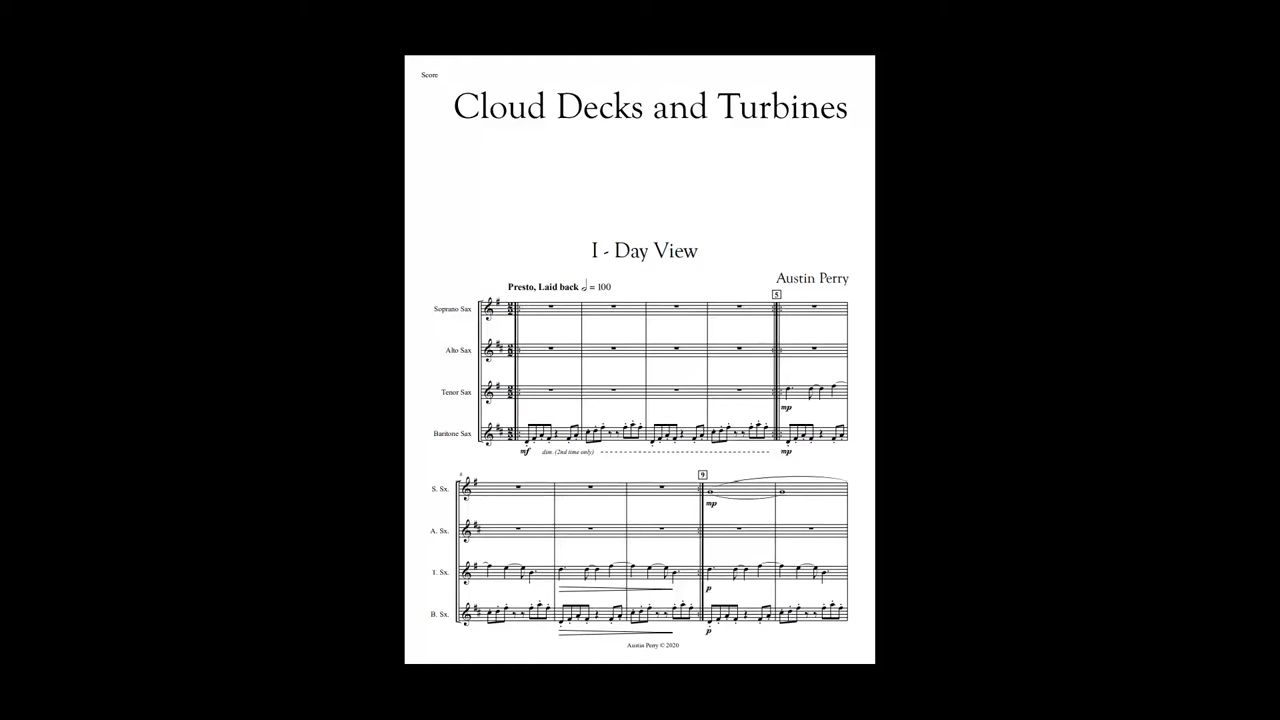 Score
Cloud Decks and Turbines
I - Day View
Austin Perry
Presto, Laid back 𝅗𝅥 = 100
5
Soprano Sax
Alto Sax
Tenor Sax
mp
Baritone Sax
mf dim. (2nd time only) mp
9
S. Sx.
mp
A. Sx.
T. Sx.
p
B. Sx.
p
Austin Perry © 2020